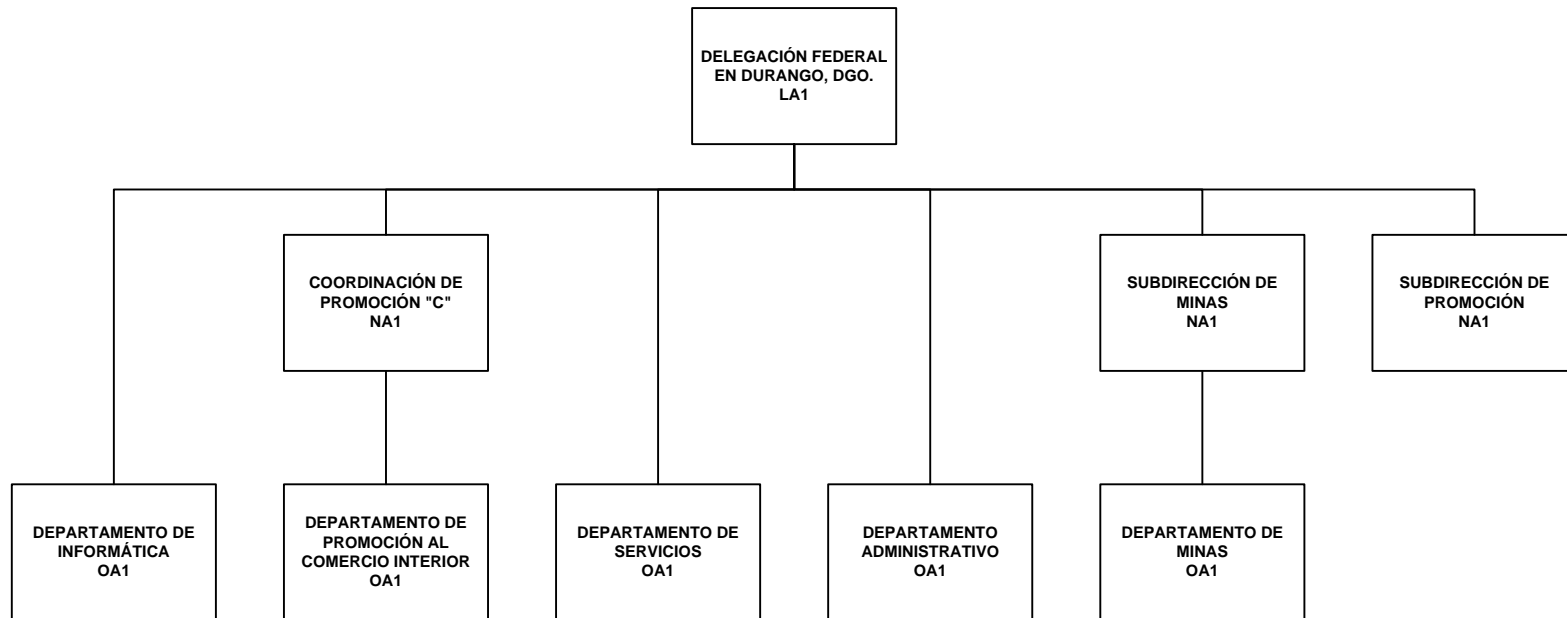 DELEGACIÓN FEDERAL
EN DURANGO, DGO.
LA1
COORDINACIÓN DE
PROMOCIÓN "C"
NA1
SUBDIRECCIÓN DE
MINAS
NA1
SUBDIRECCIÓN DE
PROMOCIÓN
NA1
DEPARTAMENTO DE
INFORMÁTICA
OA1
DEPARTAMENTO DE
PROMOCIÓN AL
COMERCIO INTERIOR
OA1
DEPARTAMENTO DE
SERVICIOS
OA1
DEPARTAMENTO
ADMINISTRATIVO
OA1
DEPARTAMENTO DE
MINAS
OA1